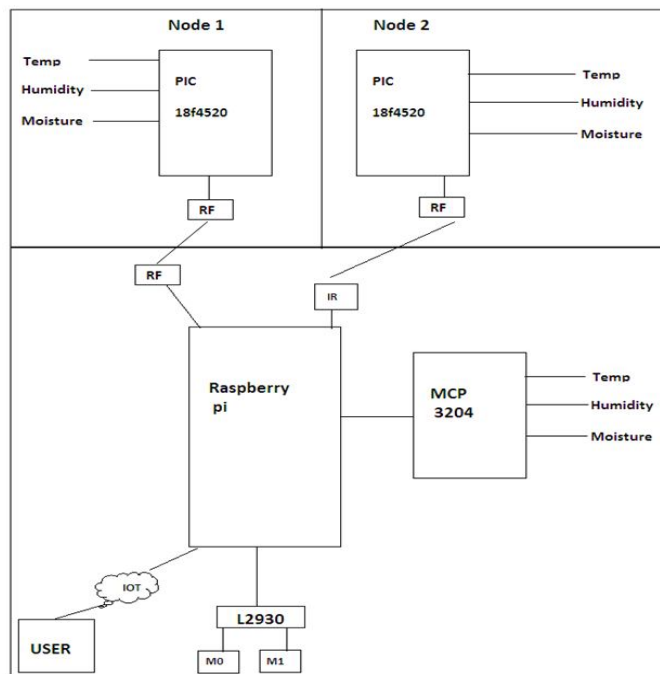 Node 1
Temp
Humidity
Moisture
PIC
18f4520
RF
Node 2
PIC
18f4520
Temp
Humidity
Moisture
RF
RF
IR
Raspberry
pi
MCP
3204
Temp
Humidity
Moisture
IOT
USER
L2930
M0
M1